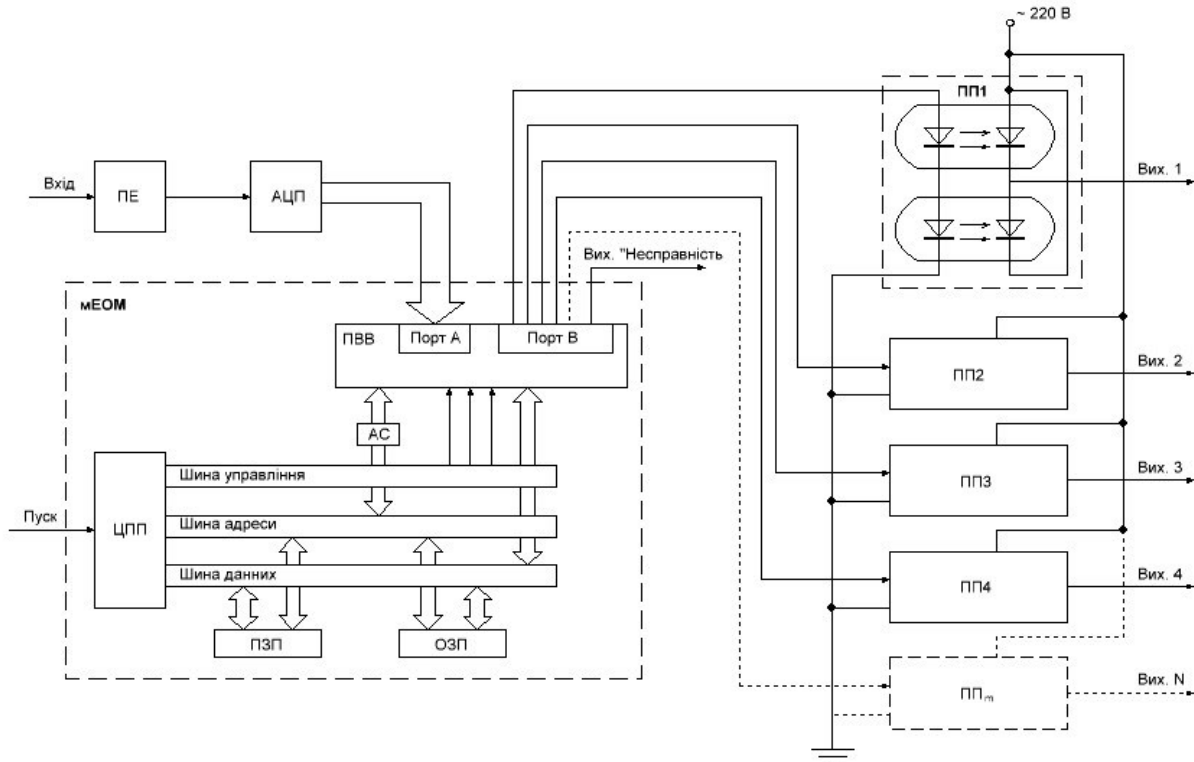 ~ 220 В
ПП1
Вхід
ПЕ
АЦП
Вих. 1
Вих. "Несправність
мЕОМ
ПВВ
Порт А
Порт В
ПП2
Вих. 2
АС
Шина управління
ПП3
Вих. 3
Пуск
ЦПП
Шина адреси
Шина данних
ПП4
Вих. 4
ПЗП
ОЗП
ППm
Вих. N